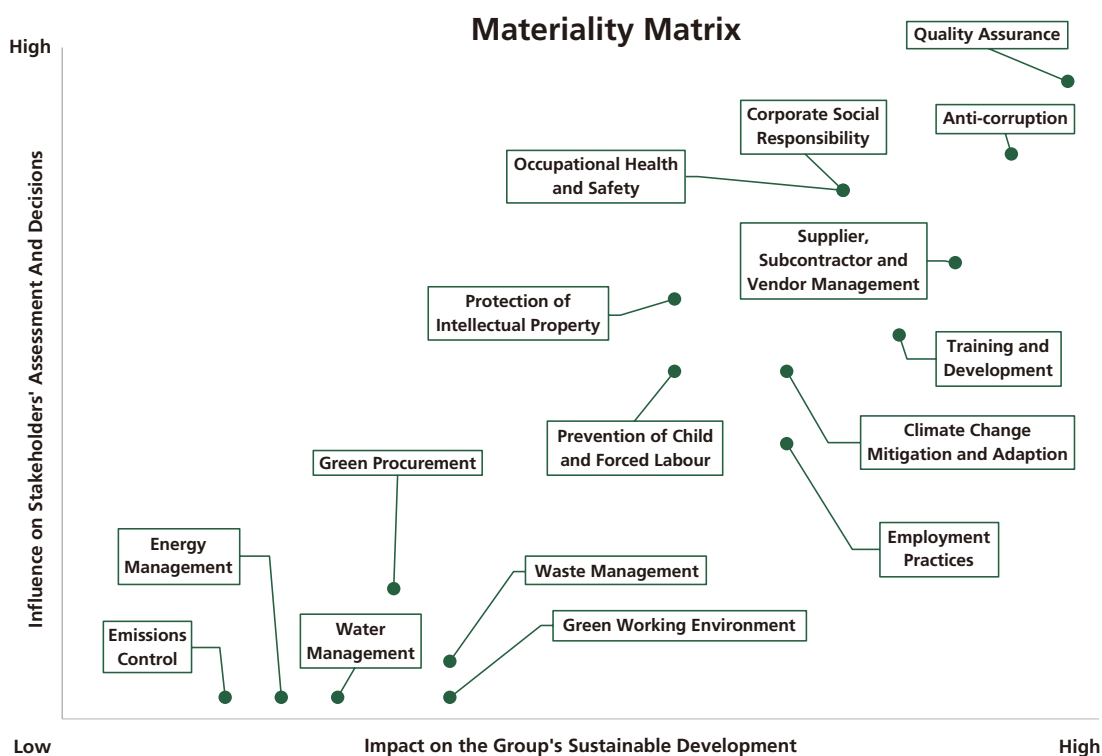 Materiality Matrix
High
Quality Assurance
Corporate Social
Responsibility
Anti-corruption
Occupational Health
and Safety
Supplier,
Subcontractor and
Vendor Management
Protection of
Intellectual Property
Training and
Development
Prevention of Child
and Forced Labour
Climate Change
Mitigation and Adaption
Green Procurement
Energy
Management
Employment
Practices
Waste Management
Emissions
Control
Water
Management
Green Working Environment
Influence on Stakeholders' Assessment And Decisions
Low
Impact on the Group's Sustainable Development
High